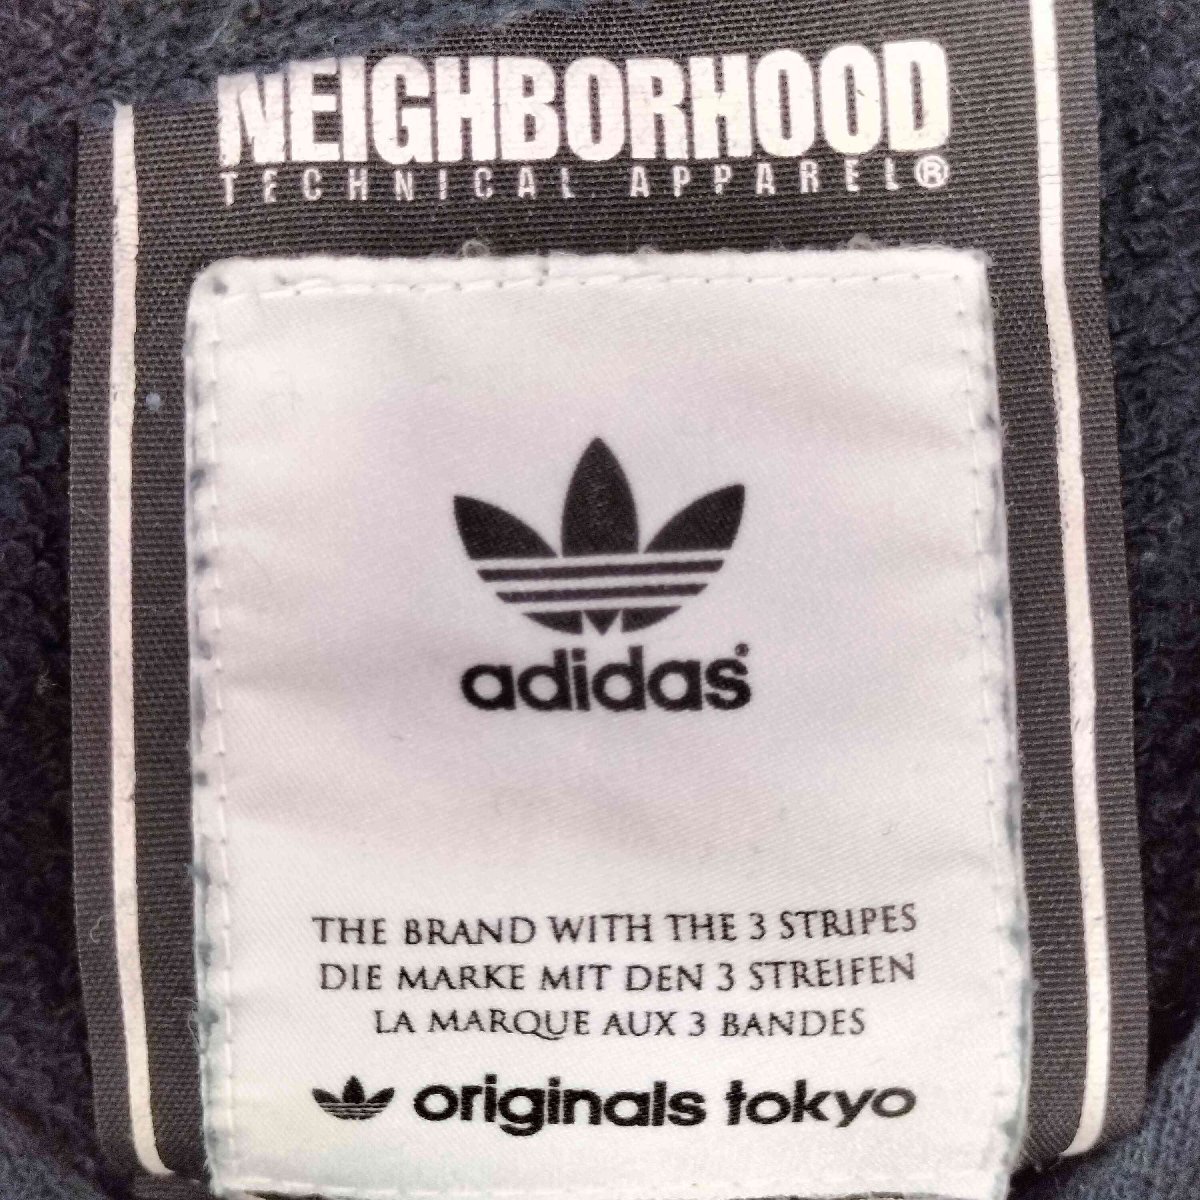 NEIGHBORHOOD
TECHNICAL APPAREL®
adidas
THE BRAND WITH THE 3 STRIPES
DIE MARKE MIT DEN 3 STREIFEN
LA MARQUE AUX 3 BANDES
originals tokyo